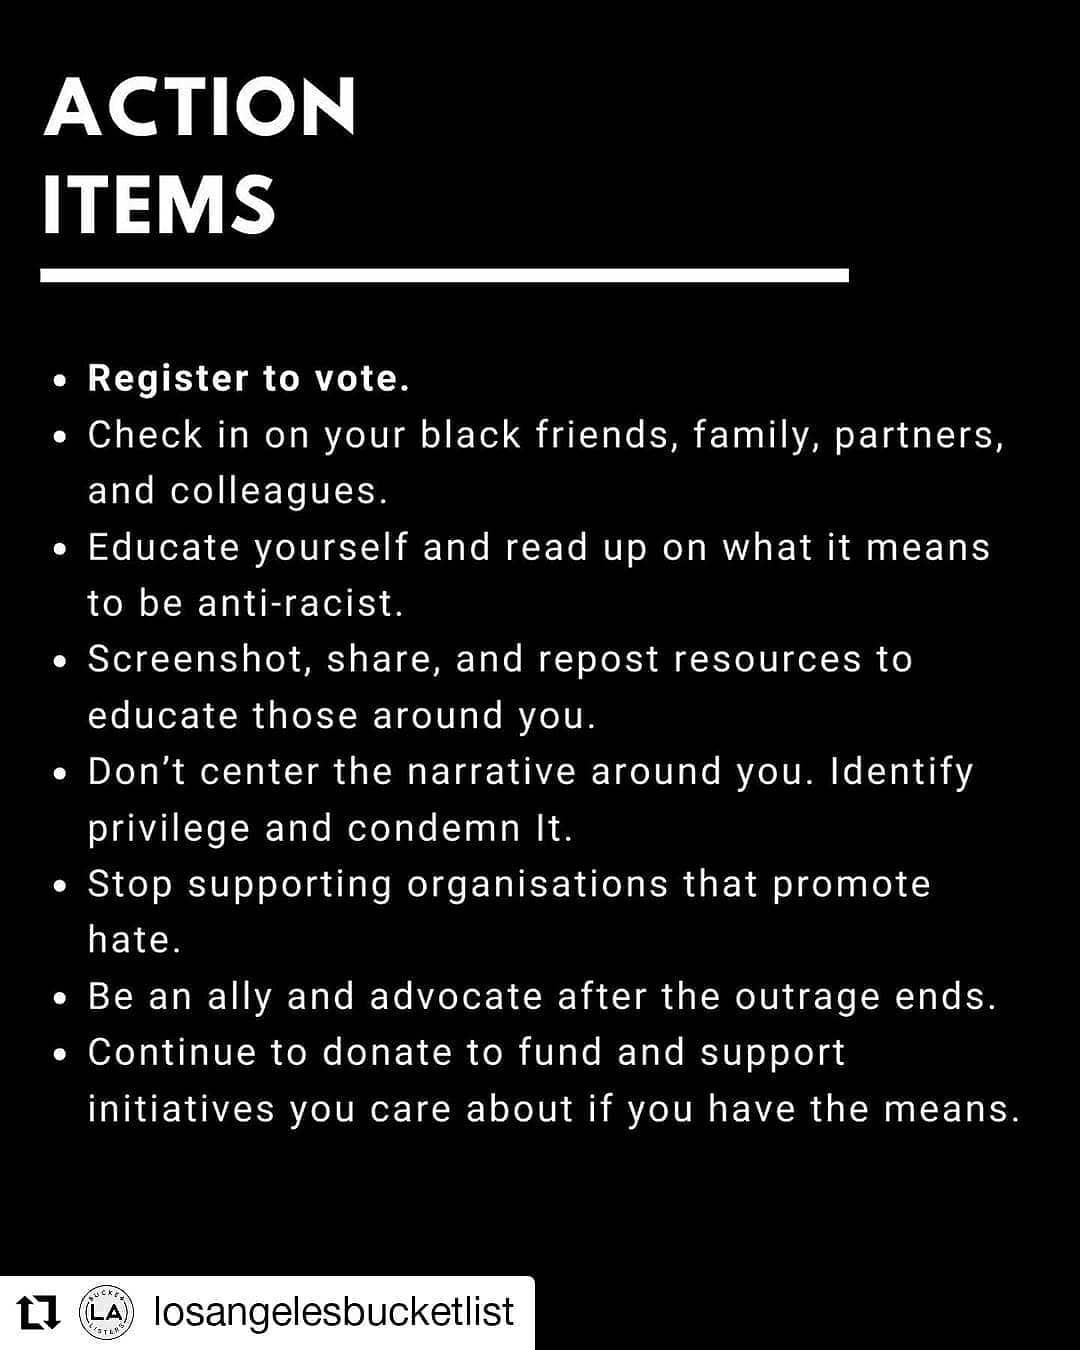 ACTION
ITEMS
• Register to vote.
• Check in on your black friends, family, partners,
and colleagues.
• Educate yourself and read up on what it means
to be anti-racist.
• Screenshot, share, and repost resources to
educate those around you.
• Don’t center the narrative around you. Identify
privilege and condemn It.
• Stop supporting organisations that promote
hate.
• Be an ally and advocate after the outrage ends.
• Continue to donate to fund and support
initiatives you care about if you have the means.
BUCKET
LA
LISTERS
losangelesbucketlist